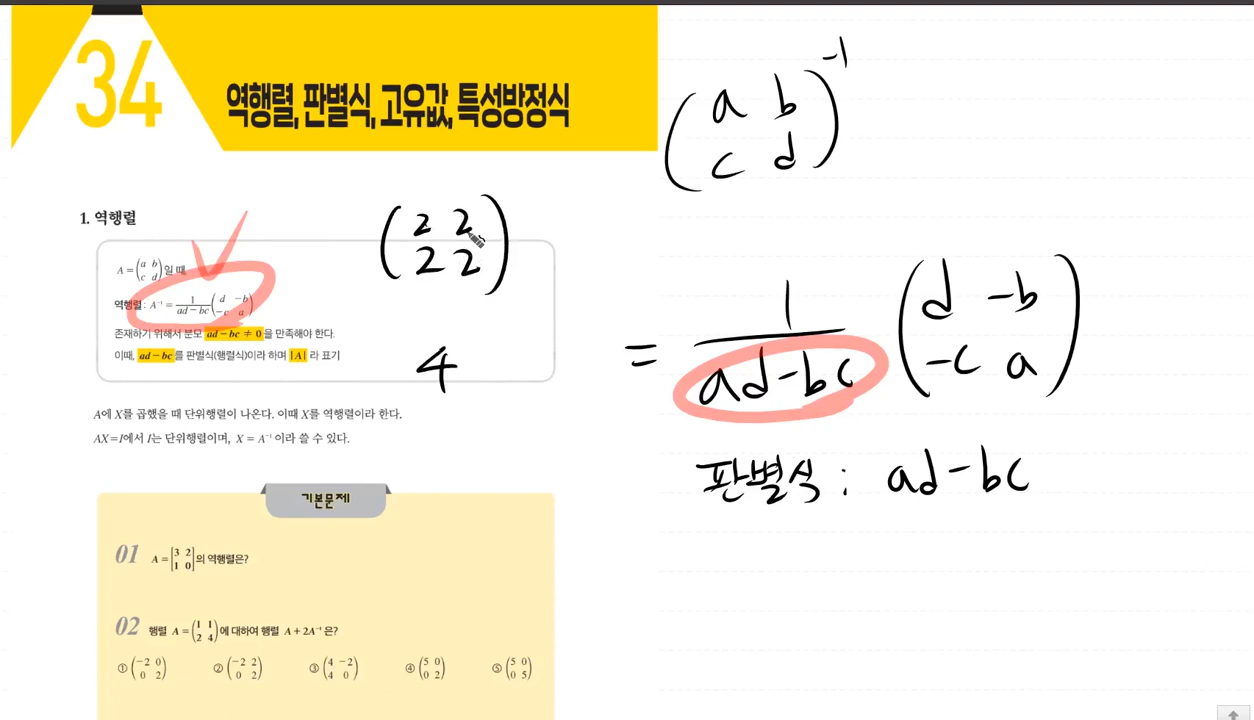 34
역행렬, 판별식, 고유값, 특성방정식
1. 역행렬
A = (a b
c d) 일 때,
역행렬: A⁻¹ = 1/(ad − bc) (d −b
−c a)
존재하기 위해서 분모 ad − bc ≠ 0 을 만족해야 한다.
이때, ad − bc 를 판별식(행렬식)이라 하며 |A| 라 표기
(2 2
2 2)
4
A에 X를 곱했을 때 단위행렬이 나온다. 이때 X를 역행렬이라 한다.
AX = I에서 I는 단위행렬이며, X = A⁻¹ 이라 쓸 수 있다.
기본문제
01 A = [3 2
1 0] 의 역행렬은?
02 행렬 A = (1 1
2 4) 에 대하여 행렬 A + 2A⁻¹ 은?
① (−2 0
0 2)
② (−2 2
0 2)
③ (4 −2
4 0)
④ (5 0
0 2)
⑤ (5 0
0 5)
(a b
c d)⁻¹
= 1/(ad-bc) (d -b
-c a)
판별식 : ad-bc